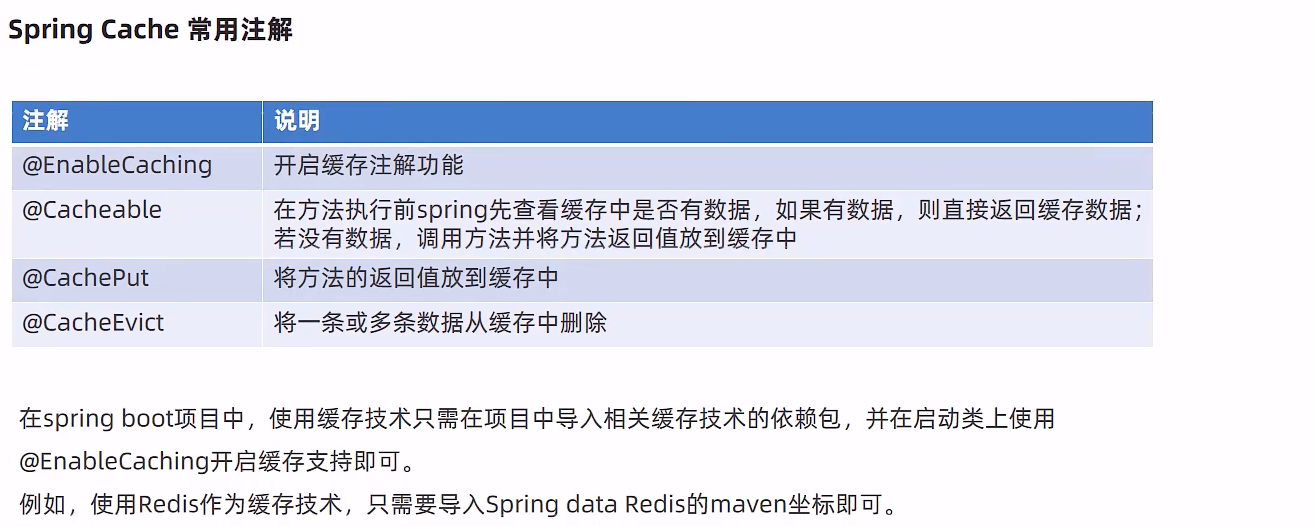 Spring Cache 常用注解
注解 说明
@EnableCaching 开启缓存注解功能
@Cacheable 在方法执行前spring先查看缓存中是否有数据，如果有数据，则直接返回缓存数据；
若没有数据，调用方法并将方法返回值放到缓存中
@CachePut 将方法的返回值放到缓存中
@CacheEvict 将一条或多条数据从缓存中删除
在spring boot项目中，使用缓存技术只需在项目中导入相关缓存技术的依赖包，并在启动类上使用
@EnableCaching开启缓存支持即可。
例如，使用Redis作为缓存技术，只需要导入Spring data Redis的maven坐标即可。